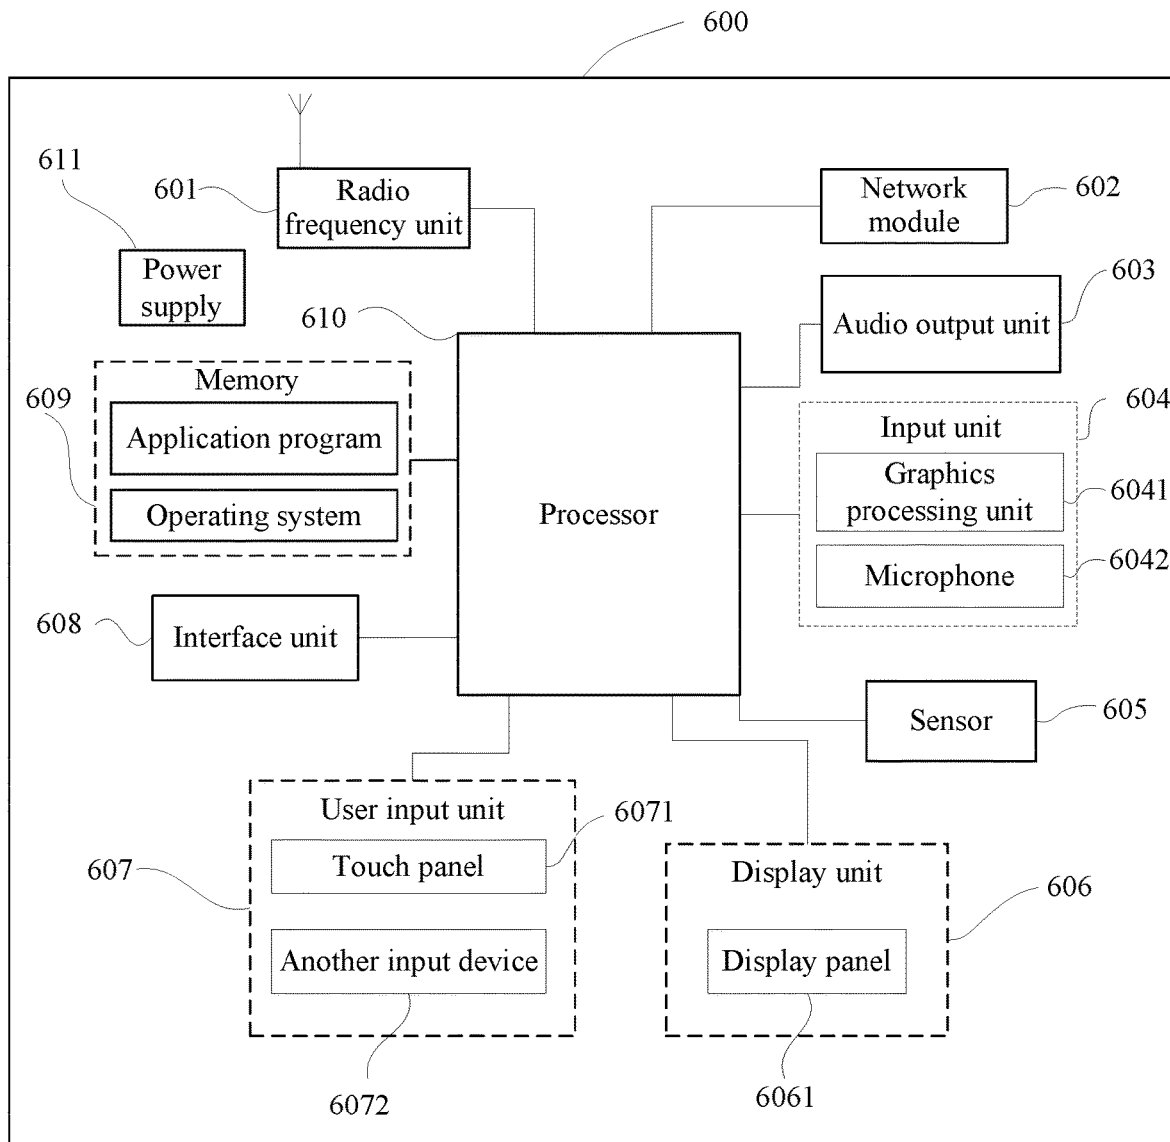 600
611
601
Radio
frequency unit
Network
module
602
Power
supply
603
Audio output unit
610
Memory
609
Application program
Operating system
604
Input unit
Graphics
processing unit
6041
Microphone
6042
Processor
608
Interface unit
Sensor
605
User input unit
6071
Touch panel
607
Another input device
6072
Display unit
606
Display panel
6061